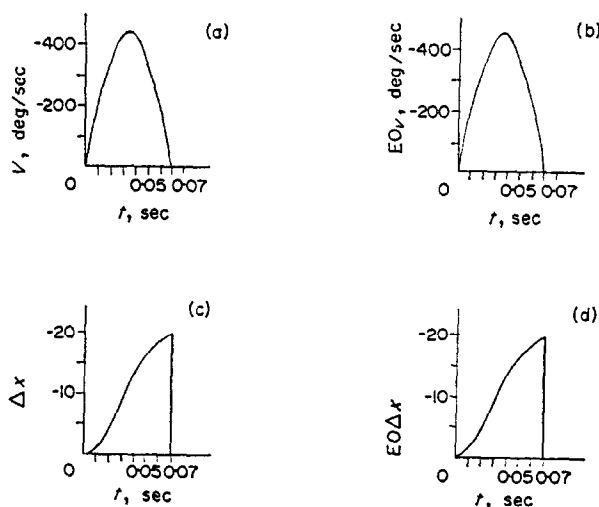 (a)
-400
-200
V, deg/sec
0
0·05 0·07
t, sec
(b)
-400
-200
EOv, deg/sec
0
0·05 0·07
t, sec
(c)
-20
-10
Δx
0
0·05 0·07
t, sec
(d)
-20
-10
EOΔx
0
0·05 0·07
t, sec